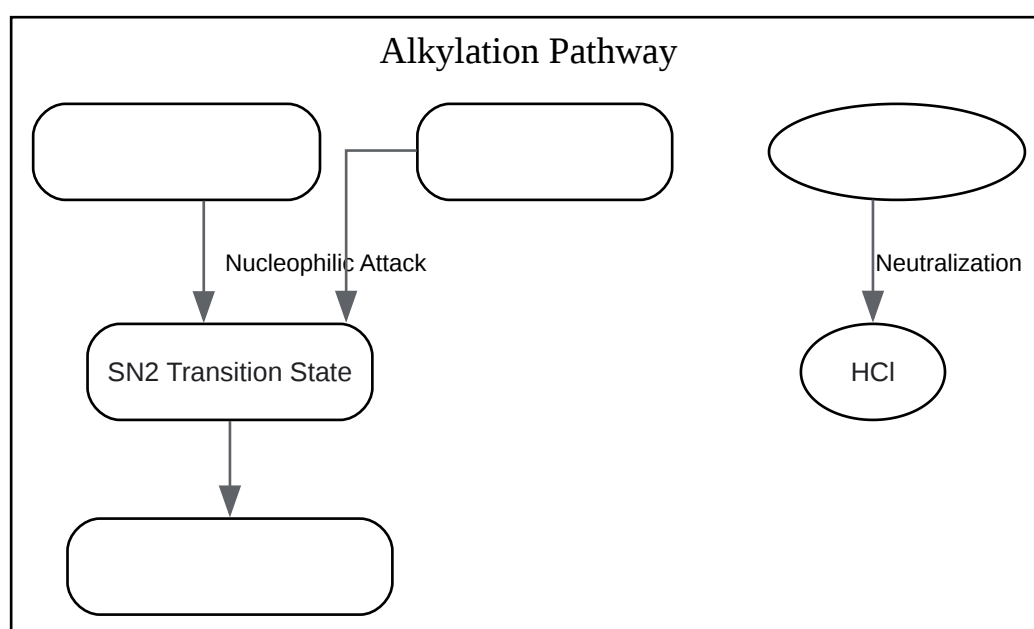 Alkylation Pathway
Nucleophilic Attack
Neutralization
SN2 Transition State
HCl